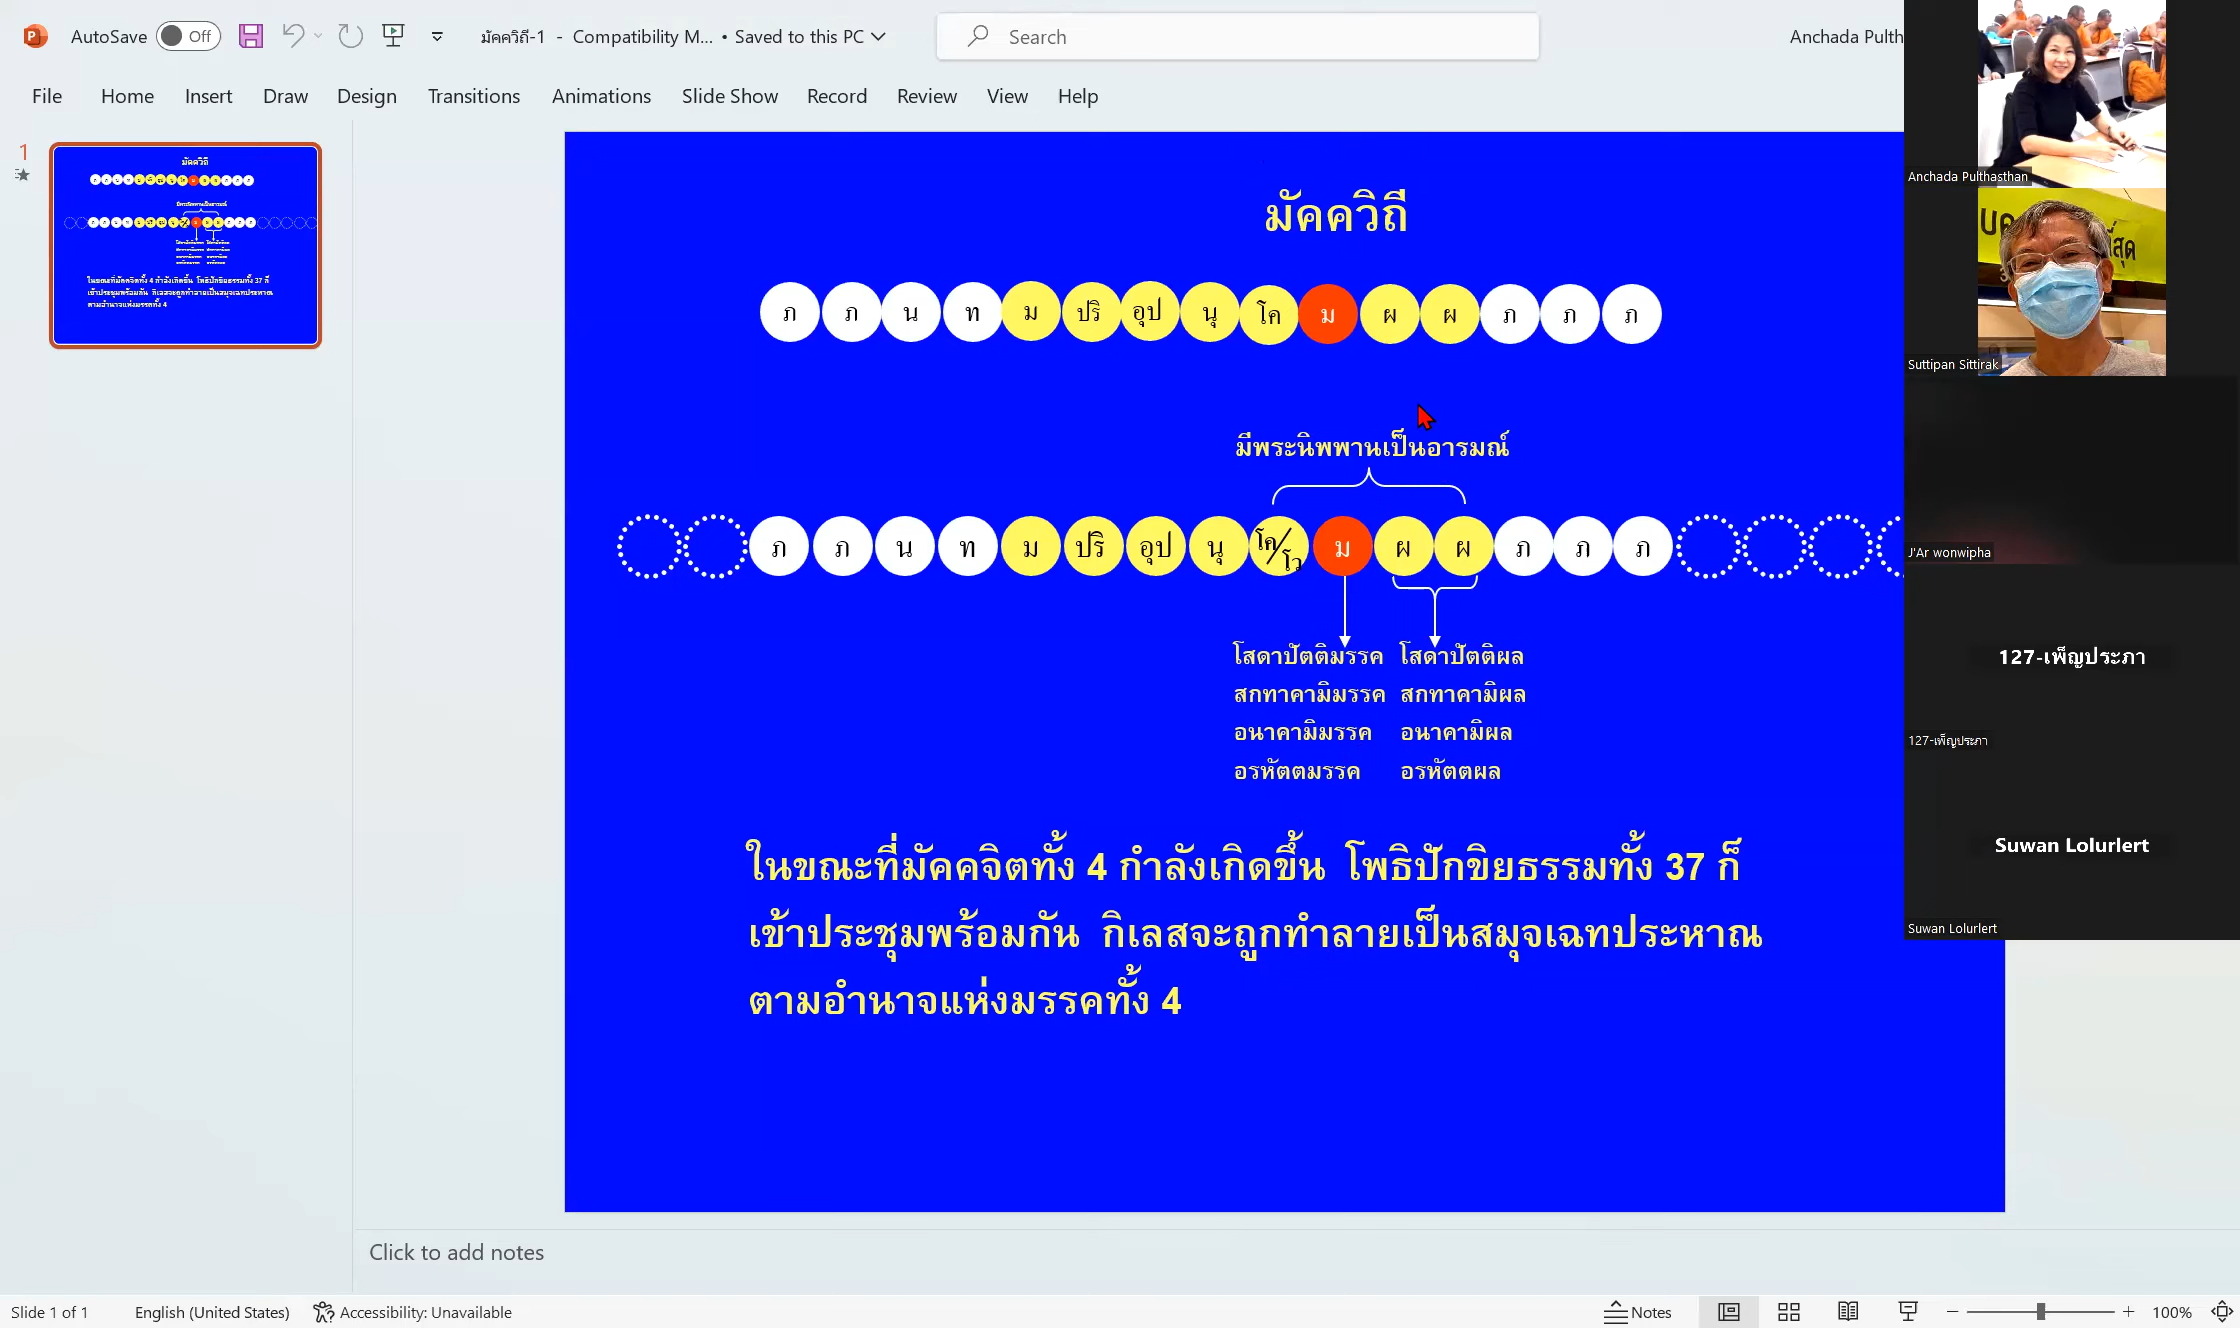 AutoSave Off มัคควิถี-1 - Compatibility M... • Saved to this PC Search Anchada Pulth
File Home Insert Draw Design Transitions Animations Slide Show Record Review View Help
1
มัคควิถี
ภ ภ น ท ม ปริ อุป นุ โค ม ผ ผ ภ ภ ภ
มีพระนิพพานเป็นอารมณ์
ภ ภ น ท ม ปริ อุป นุ โค/โว ม ผ ผ ภ ภ ภ
โสดาปัตติมรรค โสดาปัตติผล
สกทาคามิมรรค สกทาคามิผล
อนาคามิมรรค อนาคามิผล
อรหัตตมรรค อรหัตตผล
ในขณะที่มัคคจิตทั้ง 4 กำลังเกิดขึ้น โพธิปักขิยธรรมทั้ง 37 ก็
เข้าประชุมพร้อมกัน กิเลสจะถูกทำลายเป็นสมุจเฉทประหาณ
ตามอำนาจแห่งมรรคทั้ง 4
Anchada Pulthasthan
Suttipan Sittirak
J'Ar wonwipha
127-เพ็ญประภา
127-เพ็ญประภา
Suwan Lolurlert
Suwan Lolurlert
Click to add notes
Slide 1 of 1 English (United States) Accessibility: Unavailable Notes 100%